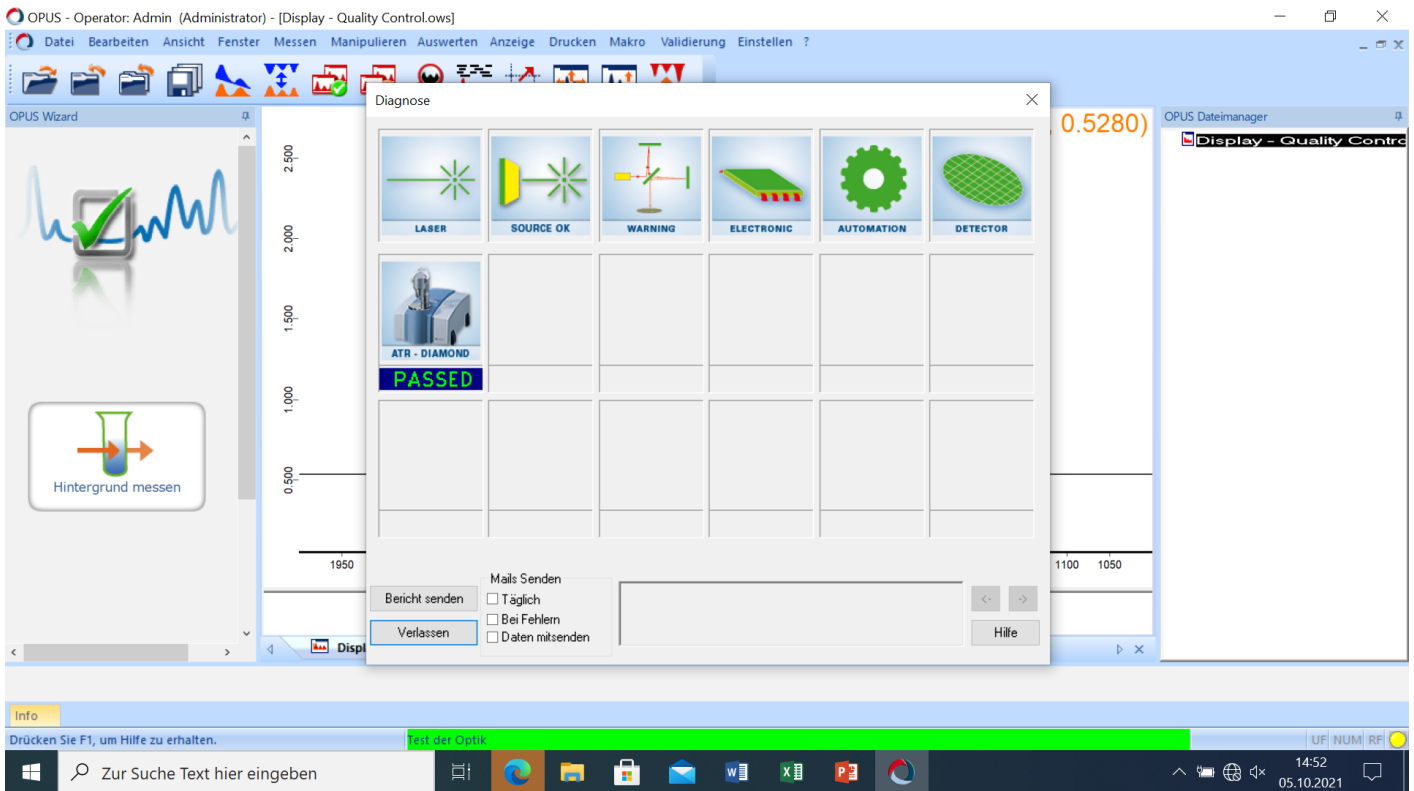 OPUS - Operator: Admin (Administrator) - [Display - Quality Control.ows]
Datei Bearbeiten Ansicht Fenster Messen Manipulieren Auswerten Anzeige Drucken Makro Validierung Einstellen ?
OPUS Wizard
Hintergrund messen
2.500
2.000
1.500
1.000
0.500
1950
Displ
0.5280)
1100 1050
Diagnose
LASER
SOURCE OK
WARNING
ELECTRONIC
AUTOMATION
DETECTOR
ATR - DIAMOND
PASSED
Bericht senden
Verlassen
Mails Senden
Täglich
Bei Fehlern
Daten mitsenden
<-
->
Hilfe
OPUS Dateimanager
Display - Quality Contro
Info
Drücken Sie F1, um Hilfe zu erhalten.
Test der Optik
UF NUM RF
Zur Suche Text hier eingeben
14:52
05.10.2021